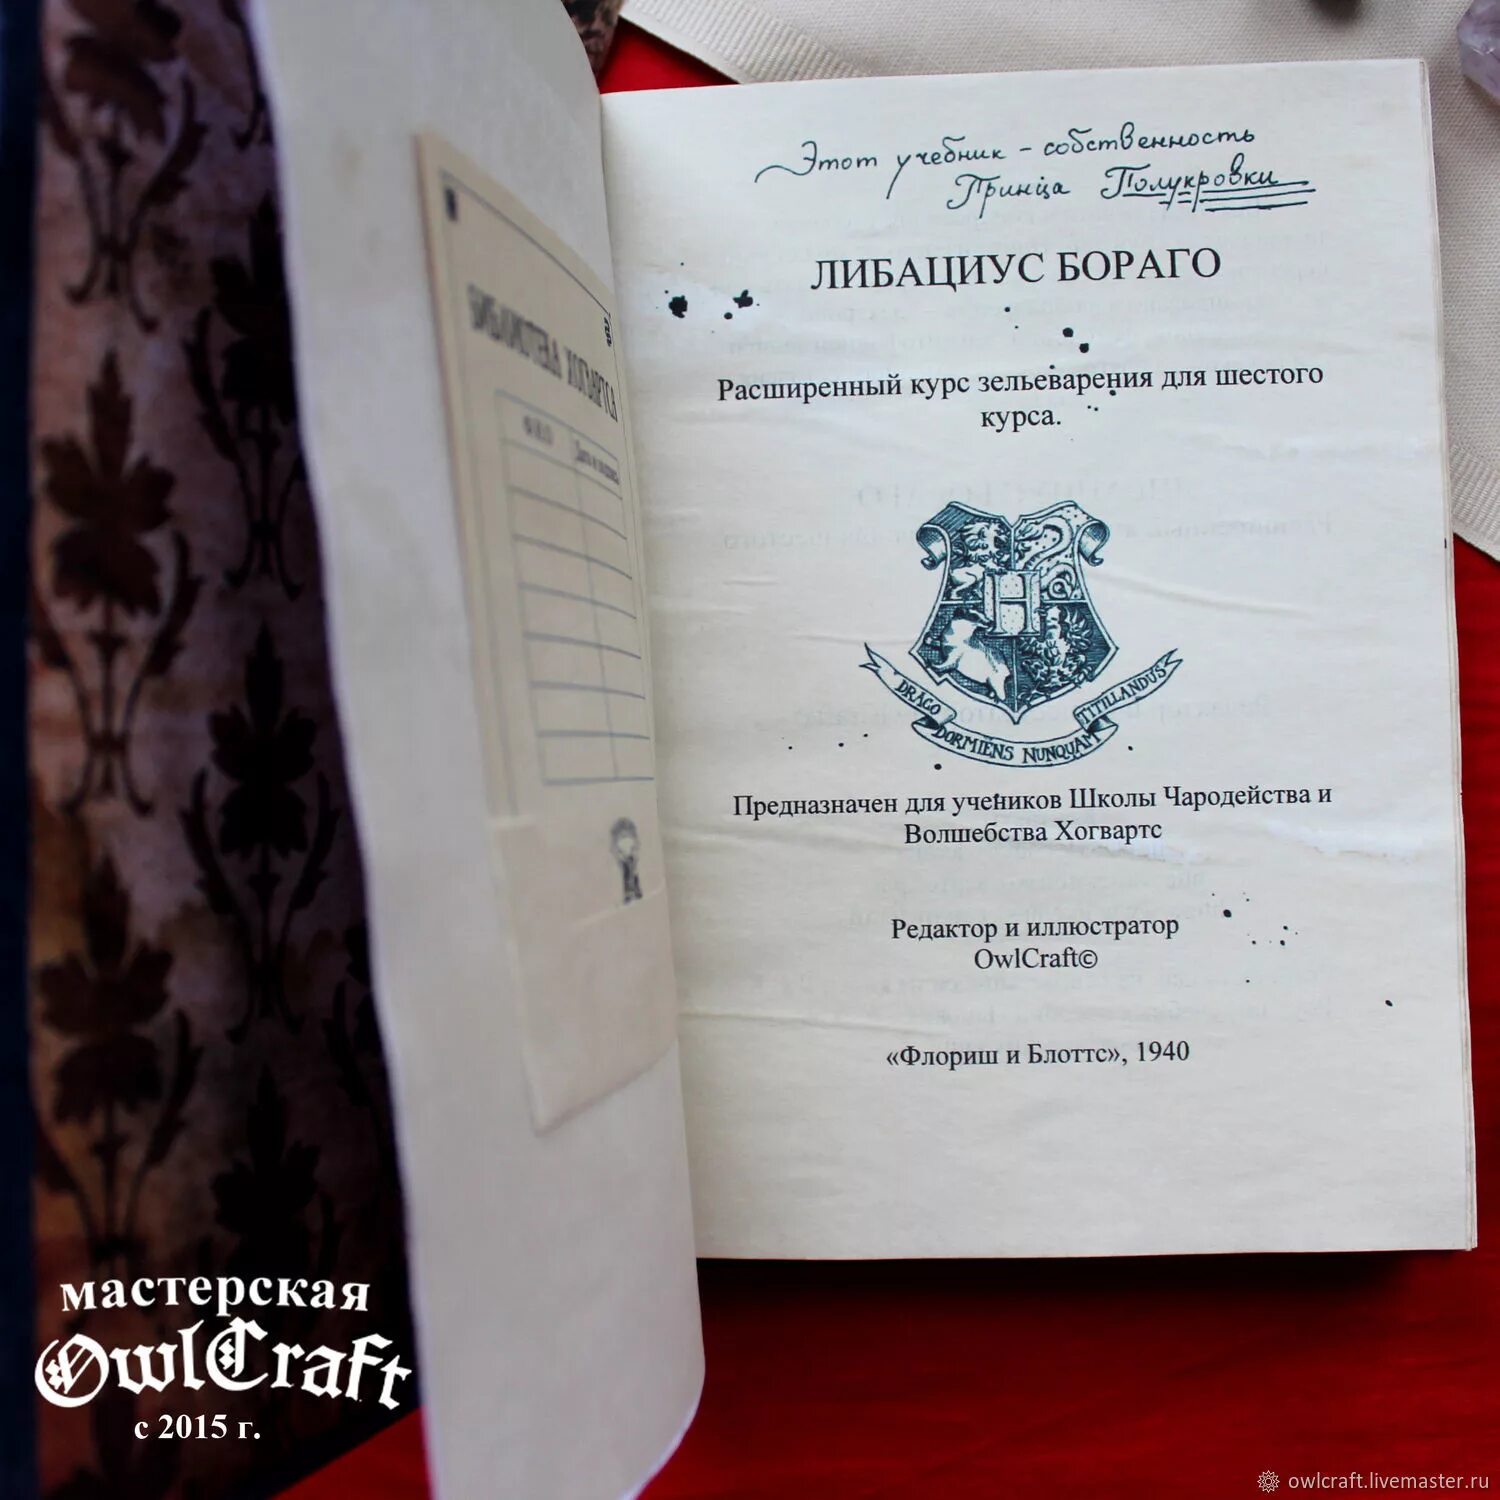 БИБЛИОТЕКА ХОГВАРТСА
Ф.И.О
Дата и подпись
Этот учебник - собственность
Принца Полукровки
ЛИБАЦИУС БОРАГО
Расширенный курс зельеварения для шестого
курса.
H
DRACO DORMIENS NUNQUAM TITILLANDUS
Предназначен для учеников Школы Чародейства и
Волшебства Хогвартс
Редактор и иллюстратор
OwlCraft©
«Флориш и Блоттс», 1940
мастерская
OwlCraft
с 2015 г.
owlcraft.livemaster.ru